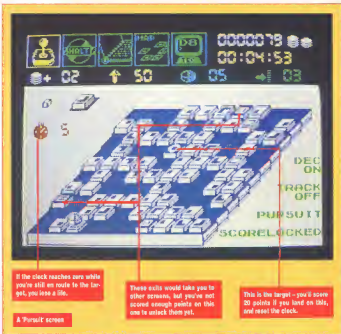 GHOST
MAP
DB
0000079
00:04:53
02
50
05
03
5
DEC
ON
TRACK
OFF
PURSUIT
SCORELOCKED
If the clock reaches zero while
you're still en route to the tar-
get, you lose a life.
These exits would take you to
other screens, but you've not
scored enough points on this
one to unlock them yet.
This is the target – you'll score
20 points if you land on this,
and reset the clock.
A 'Pursuit' screen